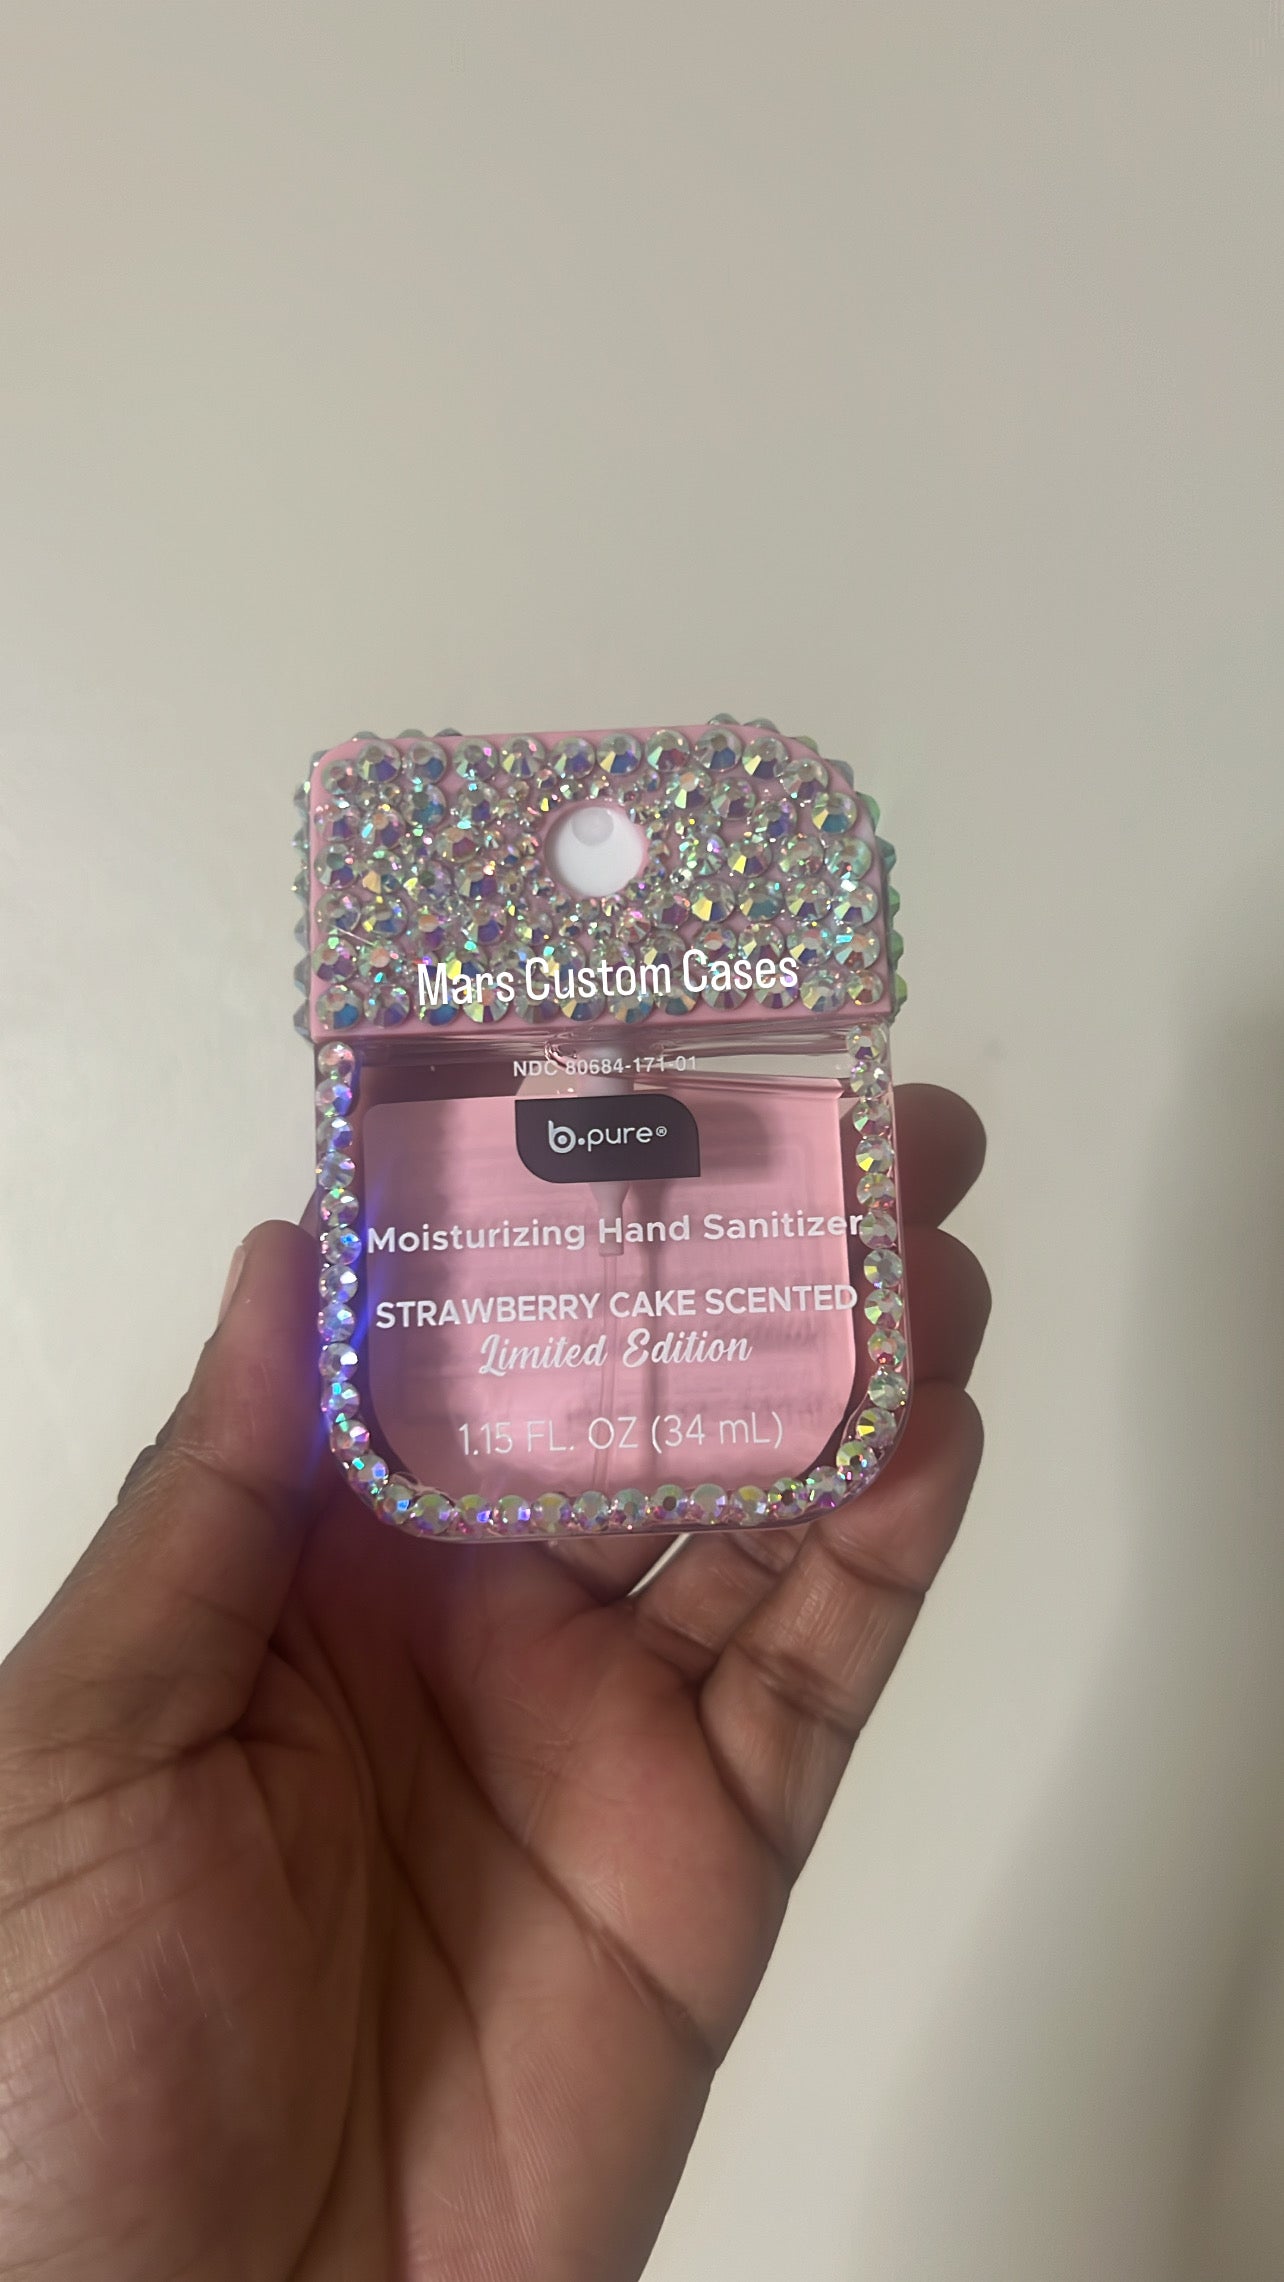 Mars Custom Cases
NDC 80684-171-01
b.pure®
Moisturizing Hand Sanitizer
STRAWBERRY CAKE SCENTED
Limited Edition
1.15 FL. OZ (34 mL)